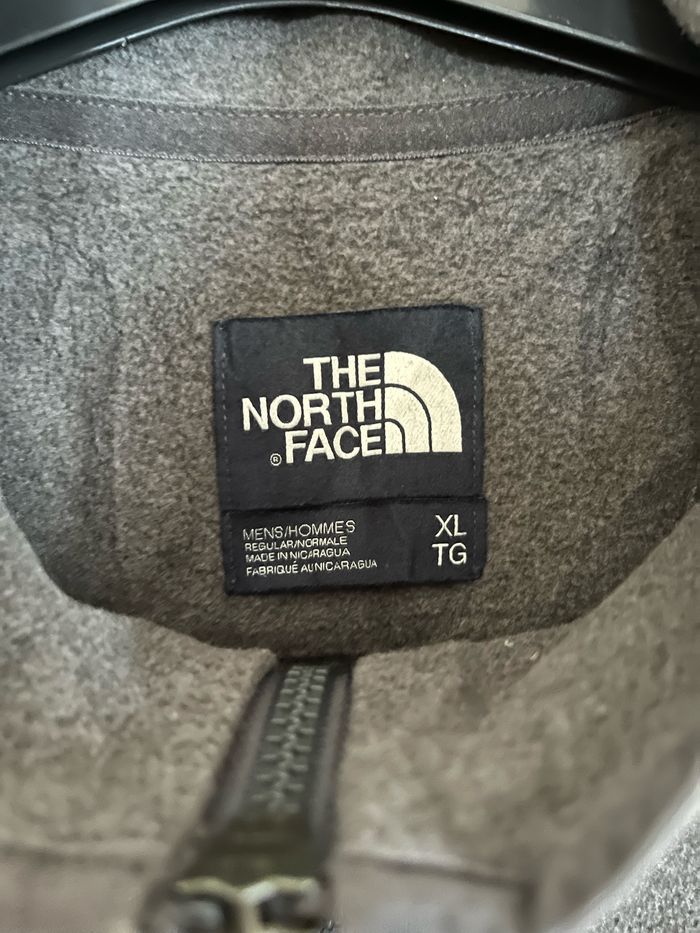 THE
NORTH
FACE
®
MENS/HOMMES
REGULAR/NORMALE
MADE IN NICARAGUA
FABRIQUÉ AU NICARAGUA
XL
TG